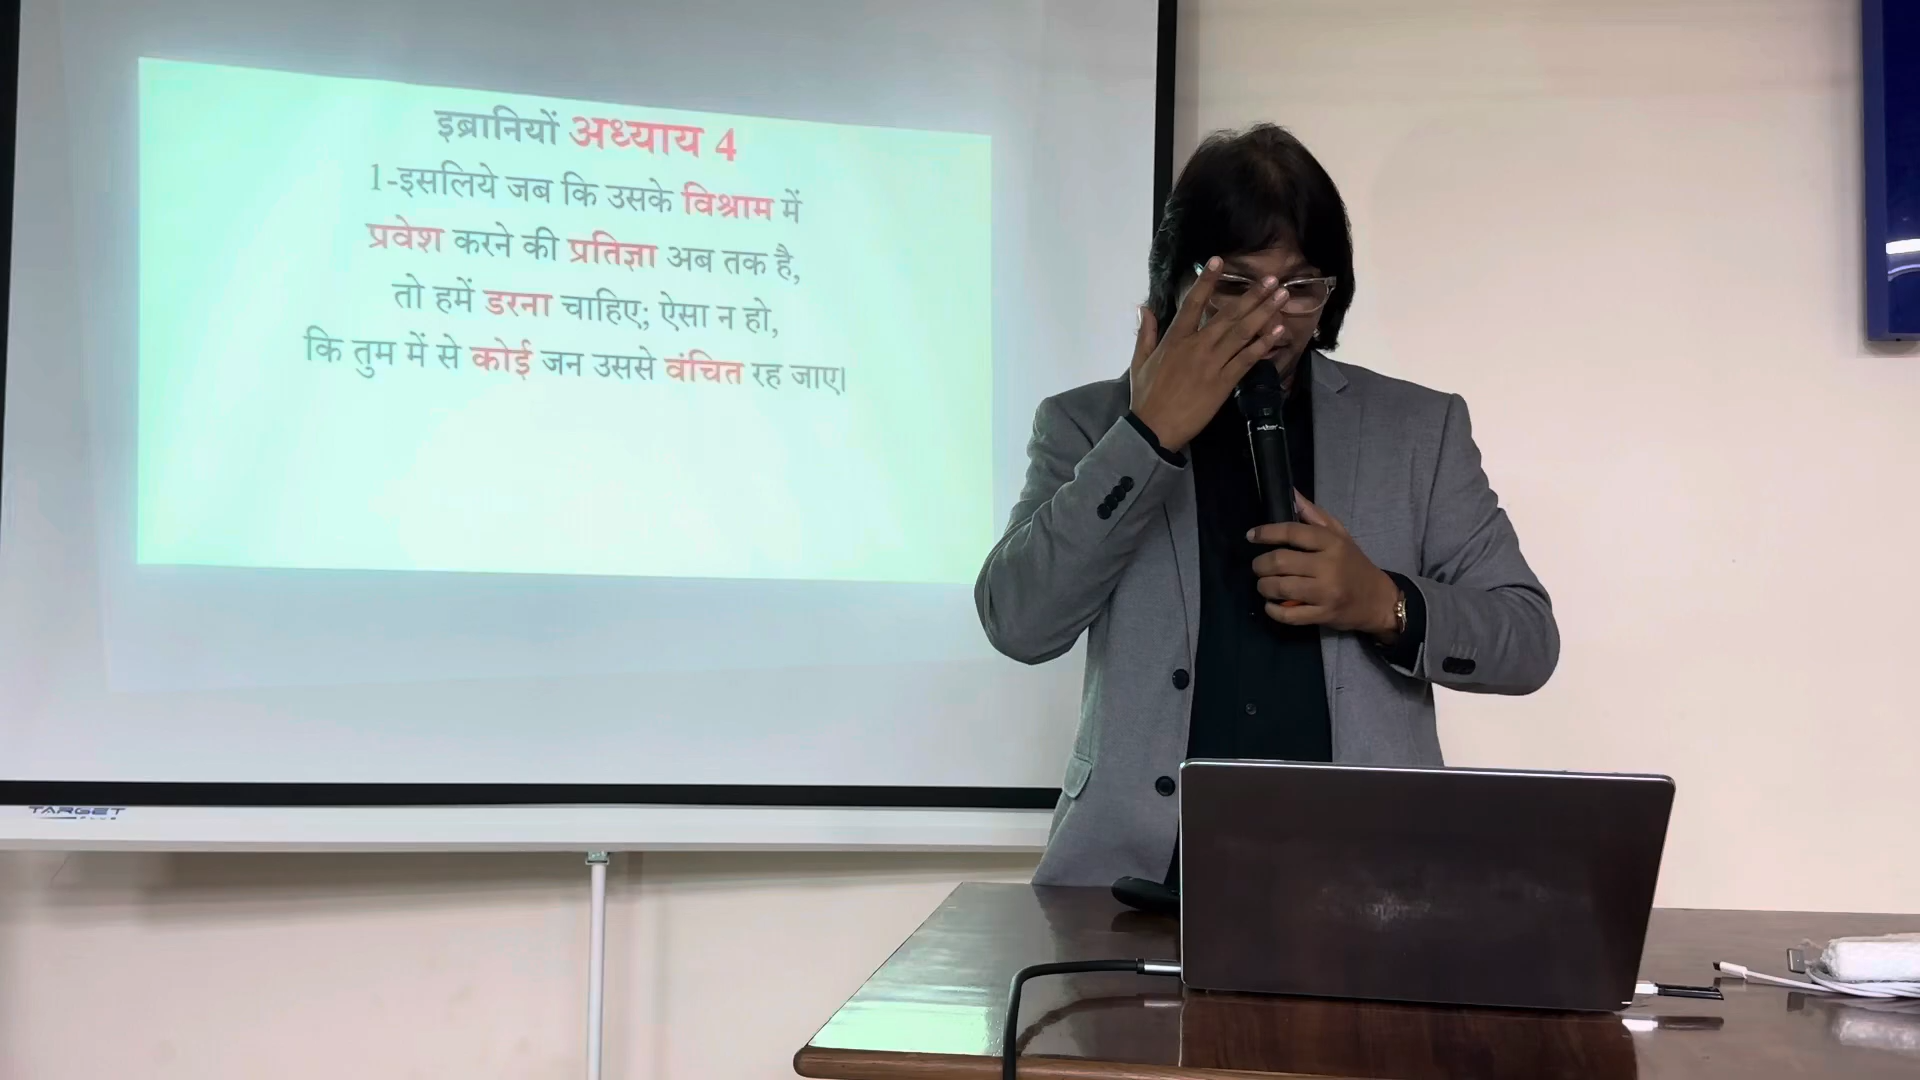 इब्रानियों अध्याय 4
1-इसलिये जब कि उसके विश्राम में
प्रवेश करने की प्रतिज्ञा अब तक है,
तो हमें डरना चाहिए; ऐसा न हो,
कि तुम में से कोई जन उससे वंचित रह जाए।
TARGET